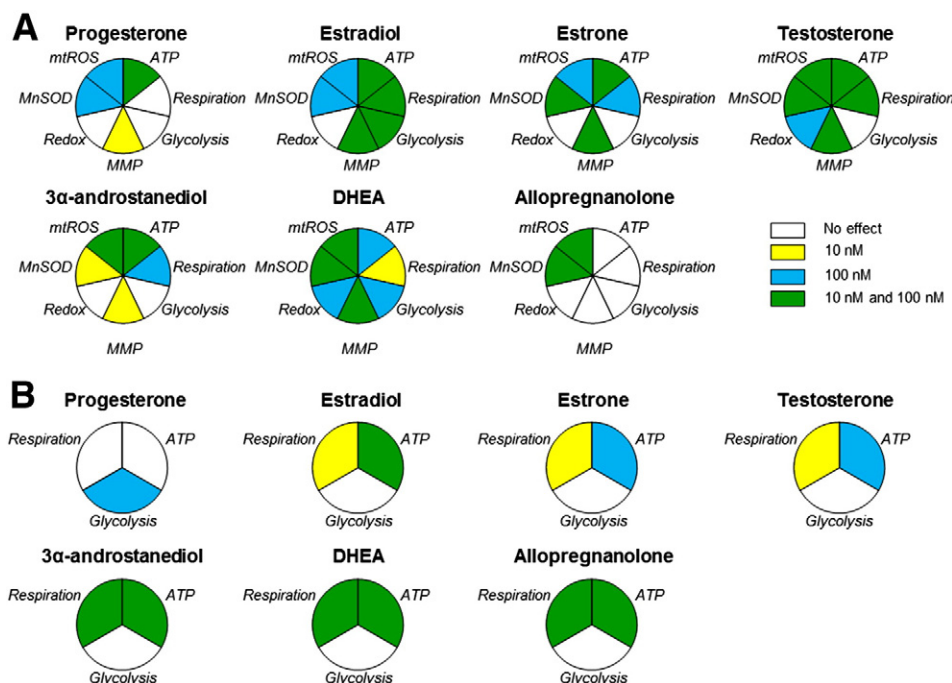 A
Progesterone
Estradiol
Estrone
Testosterone
mtROS
ATP
MnSOD
Respiration
Redox
Glycolysis
MMP
mtROS
ATP
MnSOD
Respiration
Redox
Glycolysis
MMP
mtROS
ATP
MnSOD
Respiration
Redox
Glycolysis
MMP
mtROS
ATP
MnSOD
Respiration
Redox
Glycolysis
MMP
3α-androstanediol
DHEA
Allopregnanolone
mtROS
ATP
MnSOD
Respiration
Redox
Glycolysis
MMP
mtROS
ATP
MnSOD
Respiration
Redox
Glycolysis
MMP
mtROS
ATP
MnSOD
Respiration
Redox
Glycolysis
MMP
No effect
10 nM
100 nM
10 nM and 100 nM
B
Progesterone
Estradiol
Estrone
Testosterone
Respiration
ATP
Glycolysis
Respiration
ATP
Glycolysis
Respiration
ATP
Glycolysis
Respiration
ATP
Glycolysis
3α-androstanediol
DHEA
Allopregnanolone
Respiration
ATP
Glycolysis
Respiration
ATP
Glycolysis
Respiration
ATP
Glycolysis